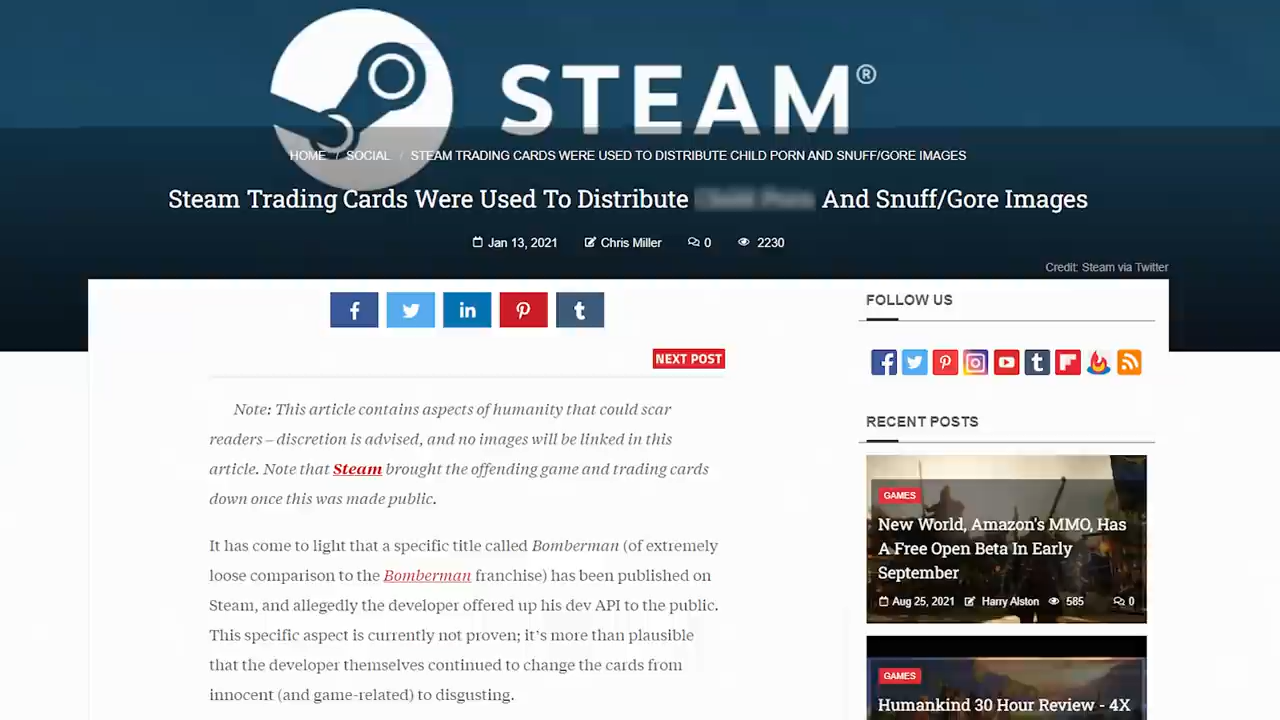 STEAM®
HOME / SOCIAL / STEAM TRADING CARDS WERE USED TO DISTRIBUTE CHILD PORN AND SNUFF/GORE IMAGES
Steam Trading Cards Were Used To Distribute And Snuff/Gore Images
Jan 13, 2021 Chris Miller 0 2230
Credit: Steam via Twitter
NEXT POST
Note: This article contains aspects of humanity that could scar
readers – discretion is advised, and no images will be linked in this
article. Note that Steam brought the offending game and trading cards
down once this was made public.
It has come to light that a specific title called Bomberman (of extremely
loose comparison to the Bomberman franchise) has been published on
Steam, and allegedly the developer offered up his dev API to the public.
This specific aspect is currently not proven; it's more than plausible
that the developer themselves continued to change the cards from
innocent (and game-related) to disgusting.
FOLLOW US
RECENT POSTS
GAMES
New World, Amazon's MMO, Has
A Free Open Beta In Early
September
Aug 25, 2021 Harry Alston 585 0
GAMES
Humankind 30 Hour Review - 4X